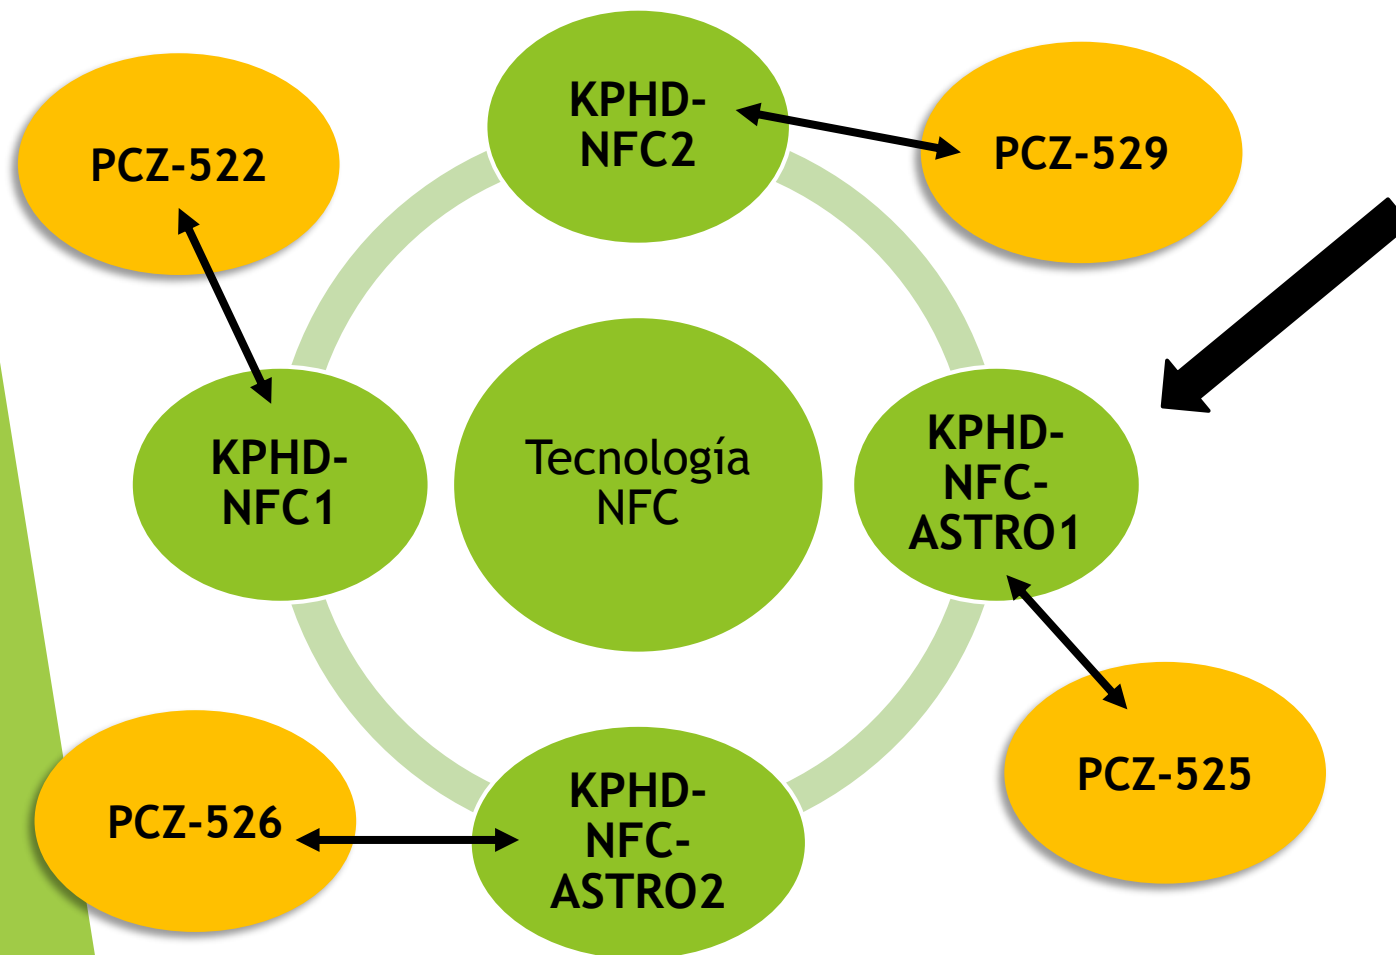 KPHD-
NFC2
PCZ-522
PCZ-529
KPHD-
NFC1
Tecnología
NFC
KPHD-
NFC-
ASTRO1
PCZ-526
KPHD-
NFC-
ASTRO2
PCZ-525